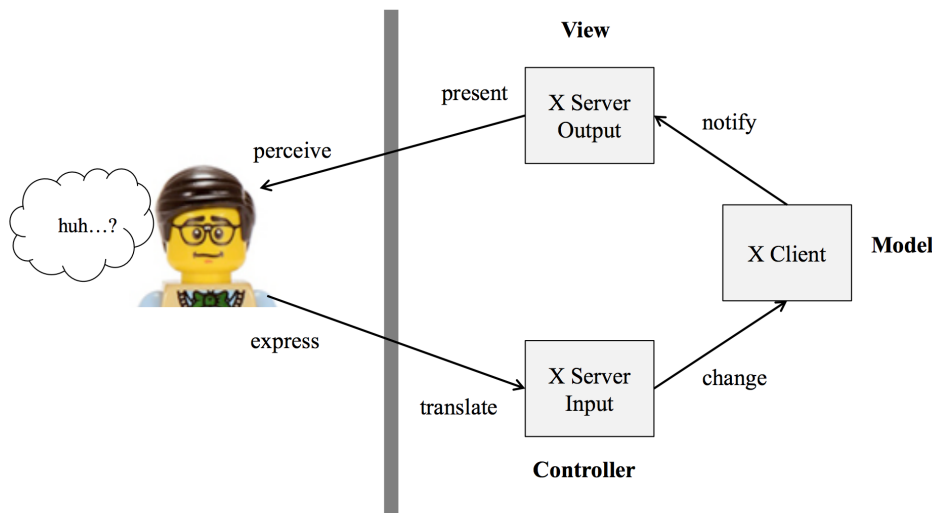 View
present
X Server
Output
notify
perceive
huh…?
X Client
Model
express
X Server
Input
change
translate
Controller